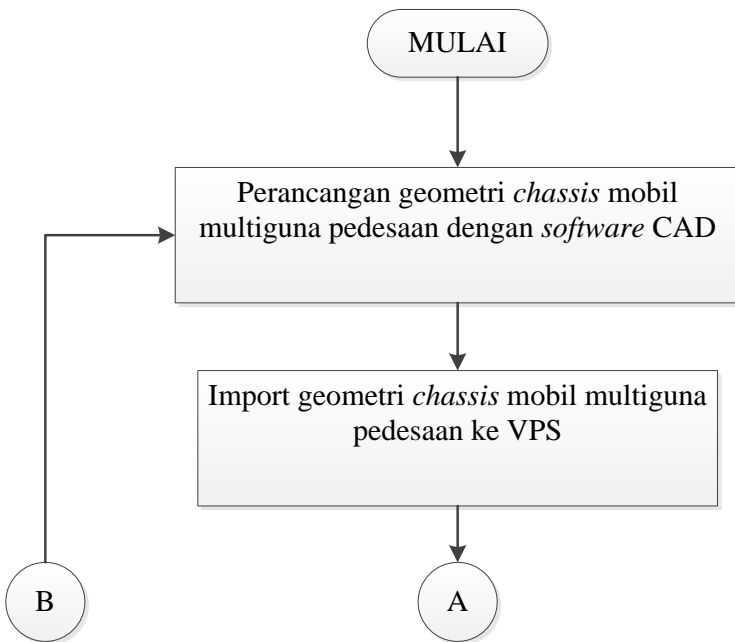 MULAI
Perancangan geometri chassis mobil
multiguna pedesaan dengan software CAD
Import geometri chassis mobil multiguna
pedesaan ke VPS
B
A